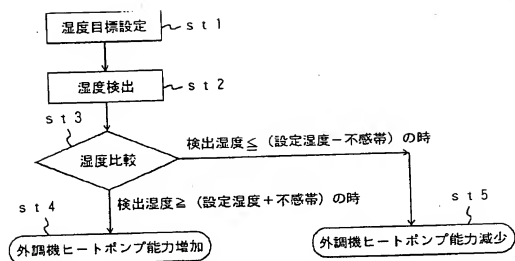 湿度目標設定
st1
湿度検出
st2
st3
湿度比較
検出湿度≦(設定湿度-不感帯)の時
st4
検出湿度≧(設定湿度+不感帯)の時
st5
外調機ヒートポンプ能力増加
外調機ヒートポンプ能力減少